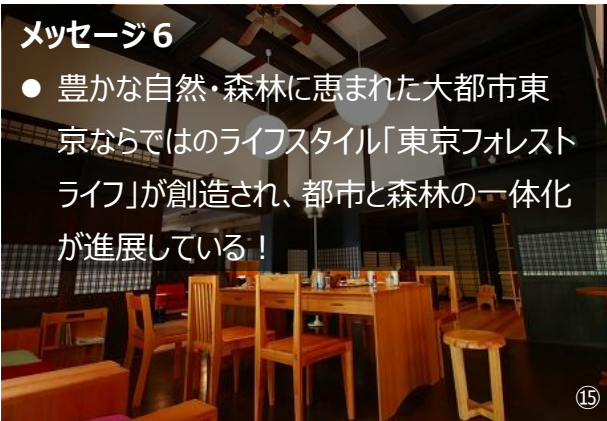 メッセージ6
● 豊かな自然・森林に恵まれた大都市東
京ならではのライフスタイル「東京フォレスト
ライフ」が創造され、都市と森林の一体化
が進展している！
⑮